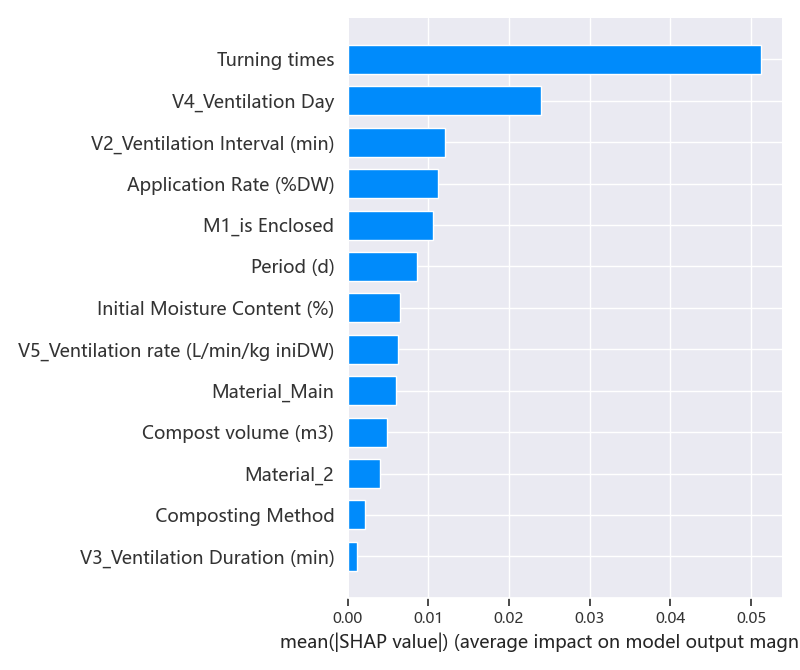 Turning times
V4_Ventilation Day
V2_Ventilation Interval (min)
Application Rate (%DW)
M1_is Enclosed
Period (d)
Initial Moisture Content (%)
V5_Ventilation rate (L/min/kg iniDW)
Material_Main
Compost volume (m3)
Material_2
Composting Method
V3_Ventilation Duration (min)
0.00 0.01 0.02 0.03 0.04 0.05
mean(|SHAP value|) (average impact on model output magn